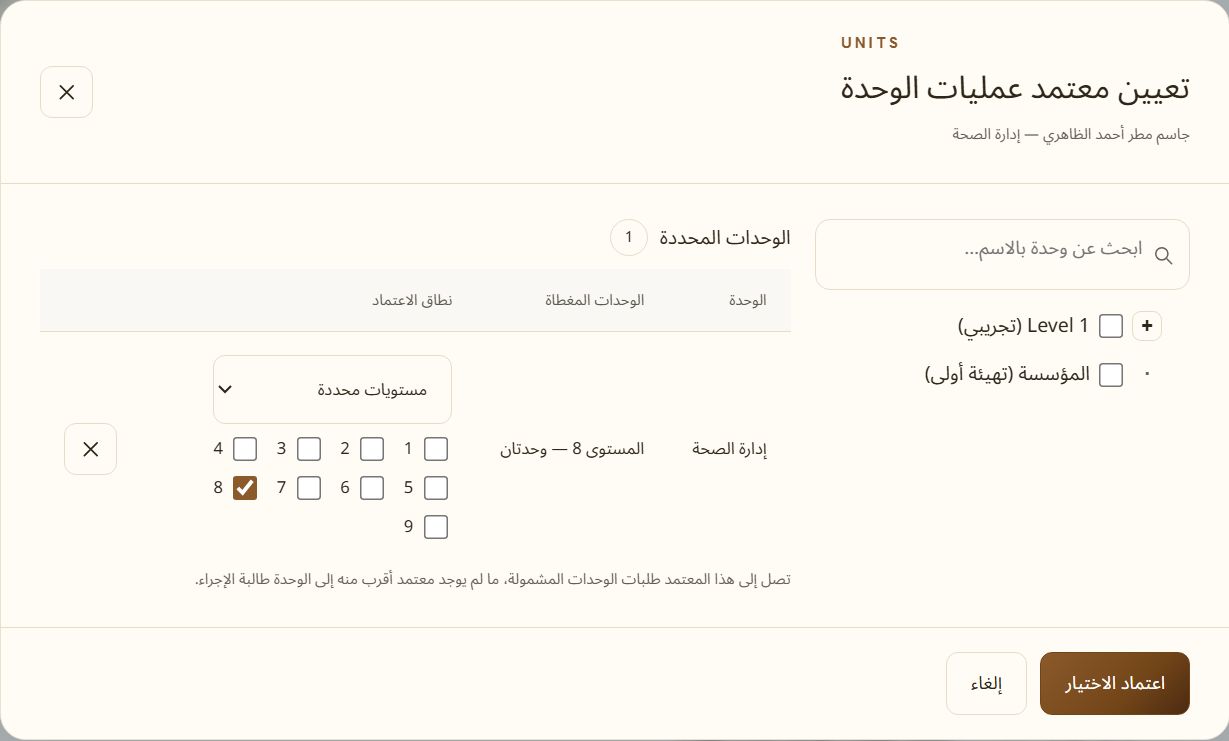 UNITS
تعيين معتمد عمليات الوحدة
جاسم مطر أحمد الظاهري — إدارة الصحة
ابحث عن وحدة بالاسم...
+ Level 1 (تجريبي)
المؤسسة (تهيئة أولى)
الوحدات المحددة 1
الوحدة الوحدات المغطاة نطاق الاعتماد
إدارة الصحة المستوى 8 — وحدتان
مستويات محددة
1 2 3 4
5 6 7 8
9
تصل إلى هذا المعتمد طلبات الوحدات المشمولة، ما لم يوجد معتمد أقرب منه إلى الوحدة طالبة الإجراء.
اعتماد الاختيار إلغاء